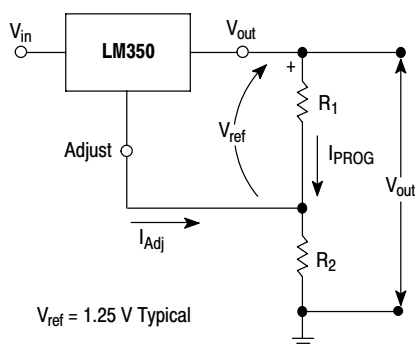 V_in
LM350
V_out
+
R_1
V_ref
Adjust
I_PROG
V_out
I_Adj
R_2
V_ref = 1.25 V Typical